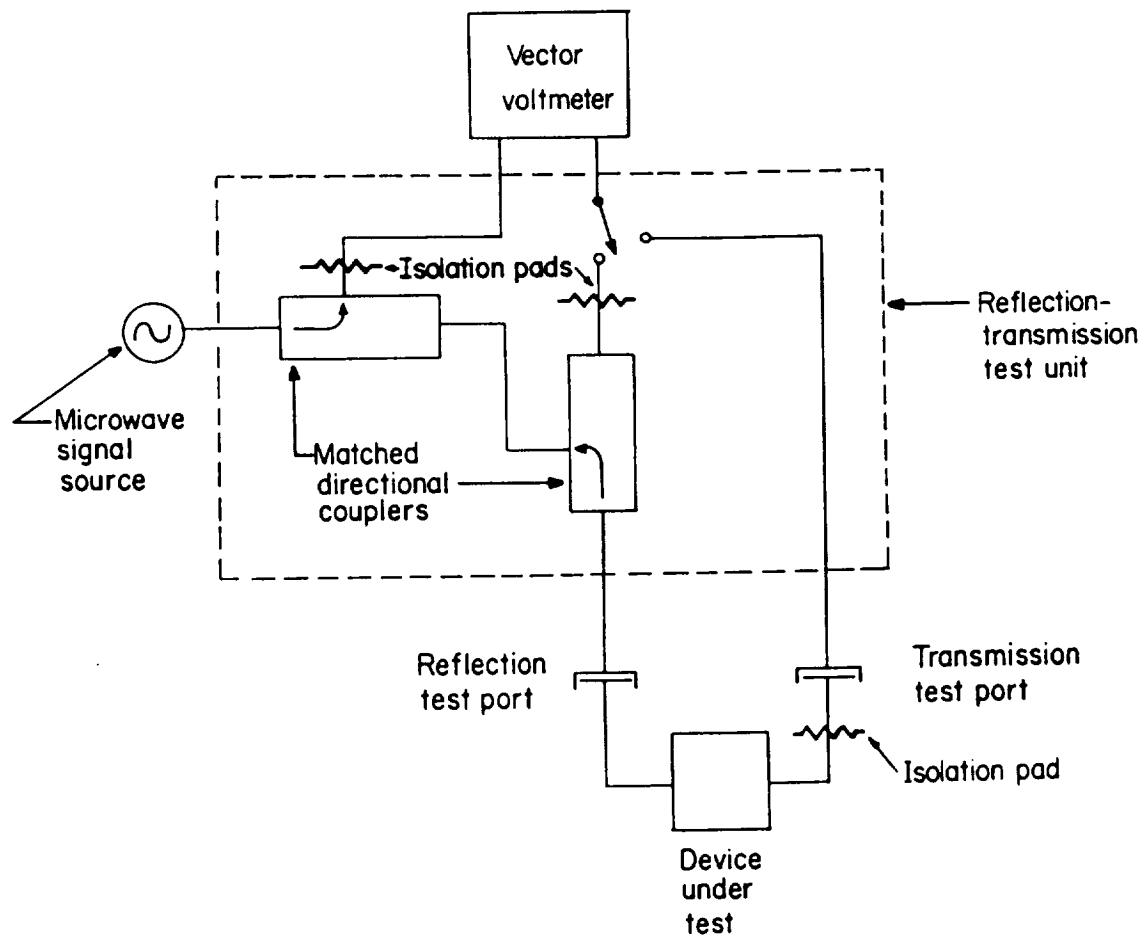 Vector
voltmeter
Isolation pads
Reflection-
transmission
test unit
Microwave
signal
source
Matched
directional
couplers
Reflection
test port
Transmission
test port
Isolation pad
Device
under
test